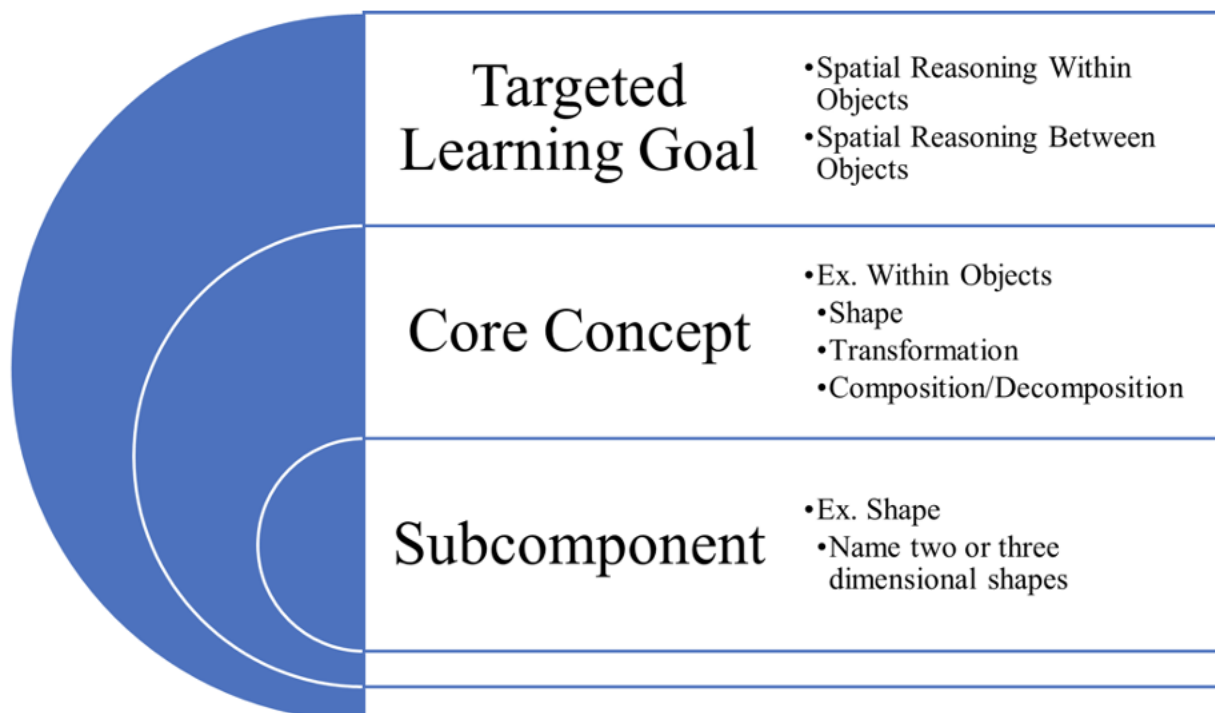 Targeted
Learning Goal
•Spatial Reasoning Within
Objects
•Spatial Reasoning Between
Objects
Core Concept
•Ex. Within Objects
•Shape
•Transformation
•Composition/Decomposition
Subcomponent
•Ex. Shape
•Name two or three
dimensional shapes